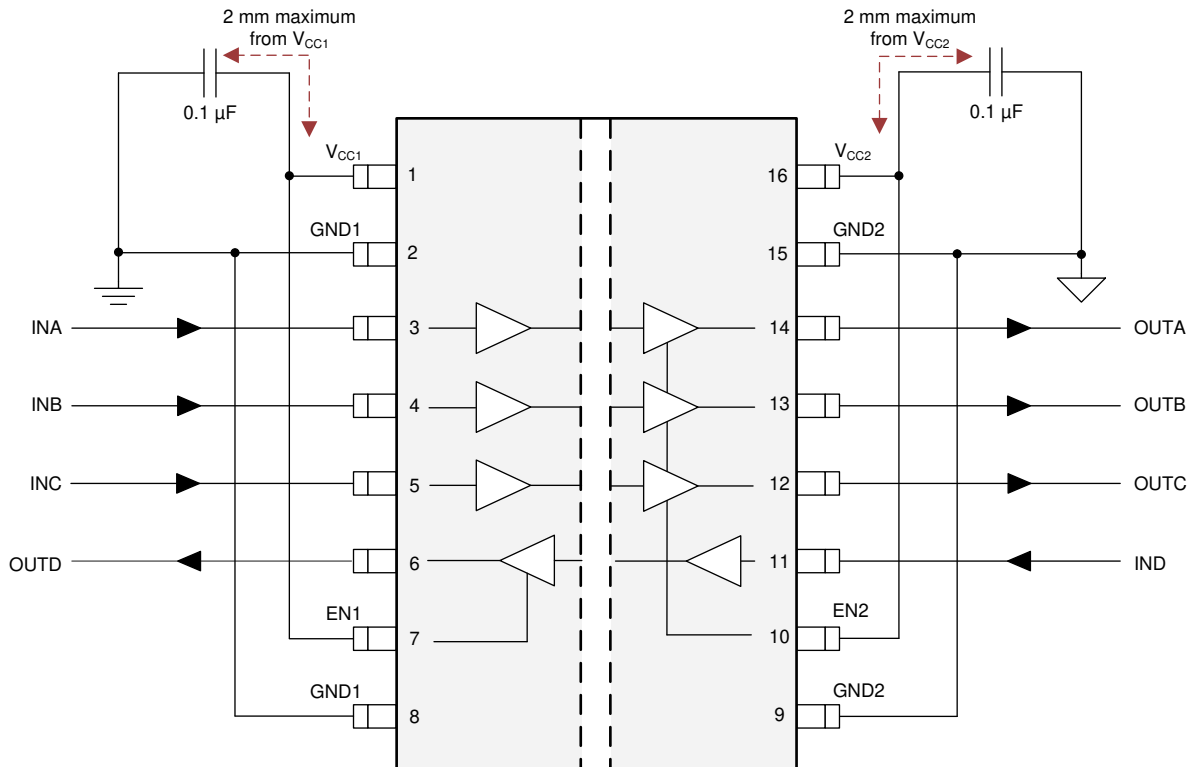 2 mm maximum
from VCC1
2 mm maximum
from VCC2
0.1 µF
0.1 µF
VCC1
1
16
VCC2
GND1
2
15
GND2
INA
3
14
OUTA
INB
4
13
OUTB
INC
5
12
OUTC
OUTD
6
11
IND
EN1
7
10
EN2
GND1
8
9
GND2